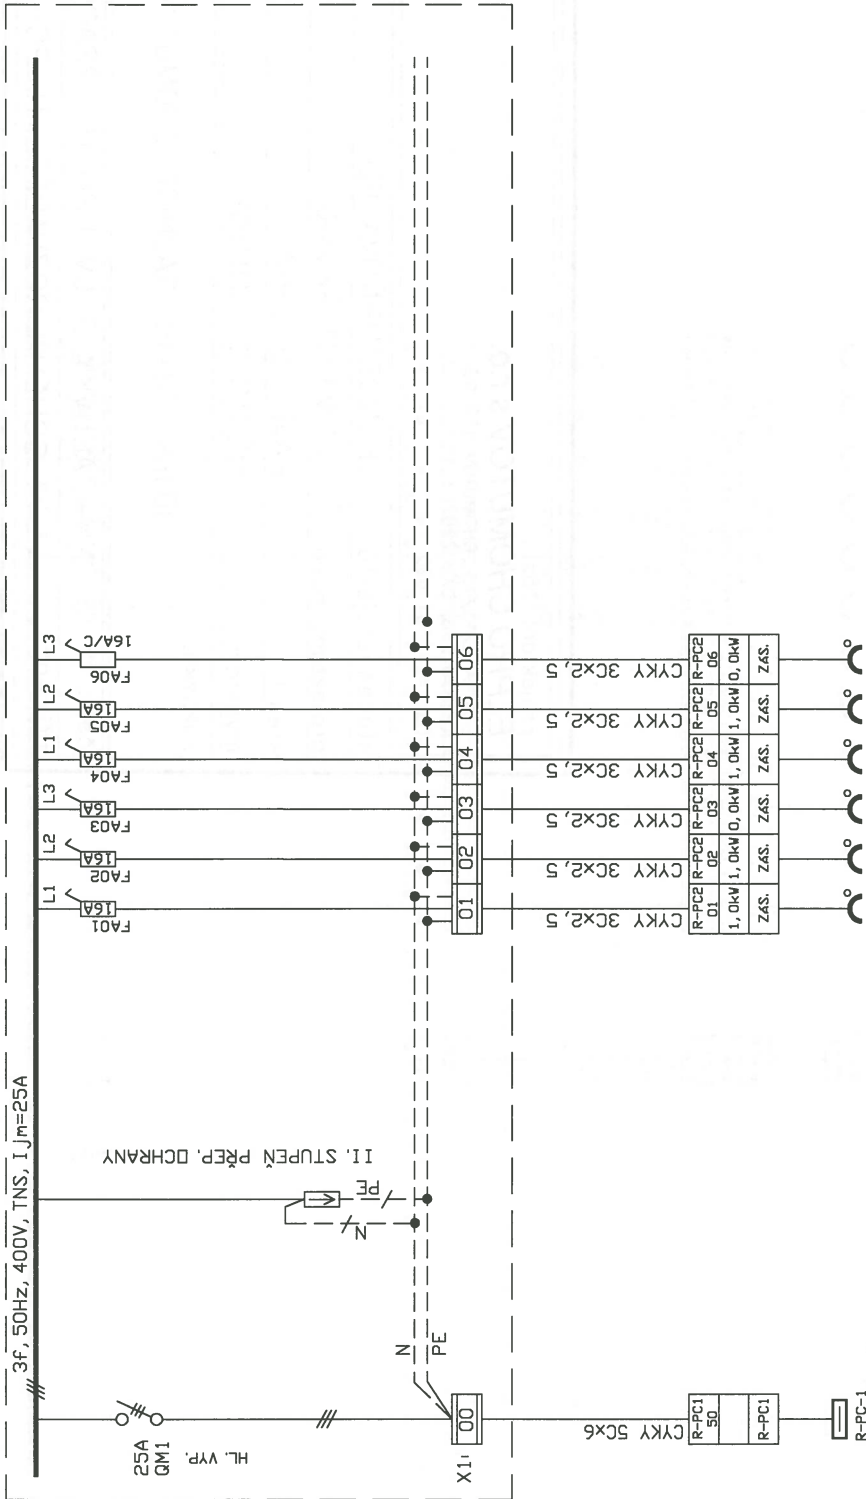 3f, 50Hz, 400V, TNS, Ijm=25A
25A
QM1
HL. VYP.
II. STUPEŇ PŘEP. OCHRANY
N
PE
N
PE
L1
16A
FA01
L2
16A
FA02
L3
16A
FA03
L1
16A
FA04
L2
16A
FA05
L3
16A/C
FA06
X1:
00
01
02
03
04
05
06
CYKY 5Cx6
CYKY 3Cx2,5
CYKY 3Cx2,5
CYKY 3Cx2,5
CYKY 3Cx2,5
CYKY 3Cx2,5
CYKY 3Cx2,5
R-PC1
50
R-PC1
R-PC-1
R-PC2
01
1,0kW
ZÁS.
R-PC2
02
1,0kW
ZÁS.
R-PC2
03
0,0kW
ZÁS.
R-PC2
04
1,0kW
ZÁS.
R-PC2
05
1,0kW
ZÁS.
R-PC2
06
0,0kW
ZÁS.